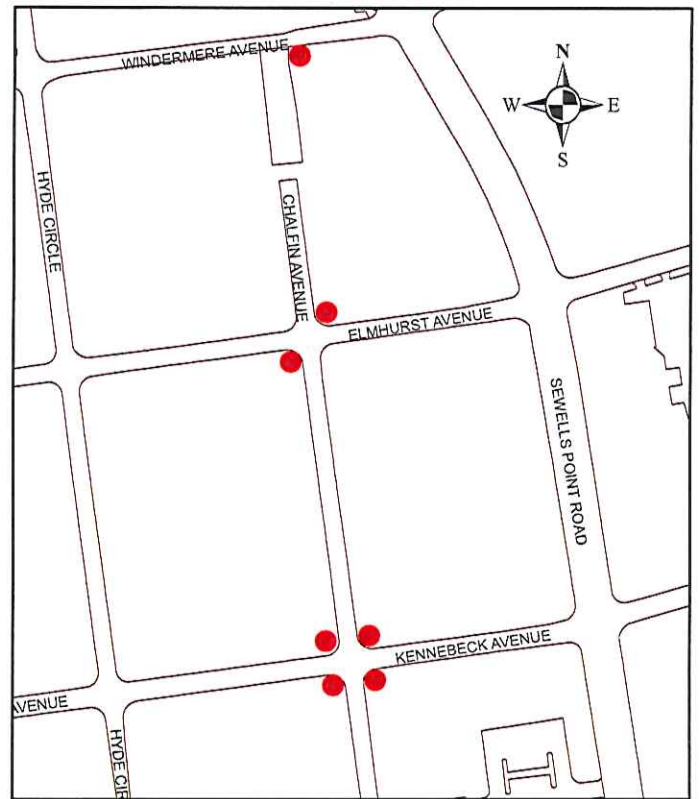 WINDERMERE AVENUE
N
W
E
S
HYDE CIRCLE
CHALFIN AVENUE
ELMHURST AVENUE
SEWELLS POINT ROAD
KENNEBECK AVENUE
AVENUE
HYDE CIR